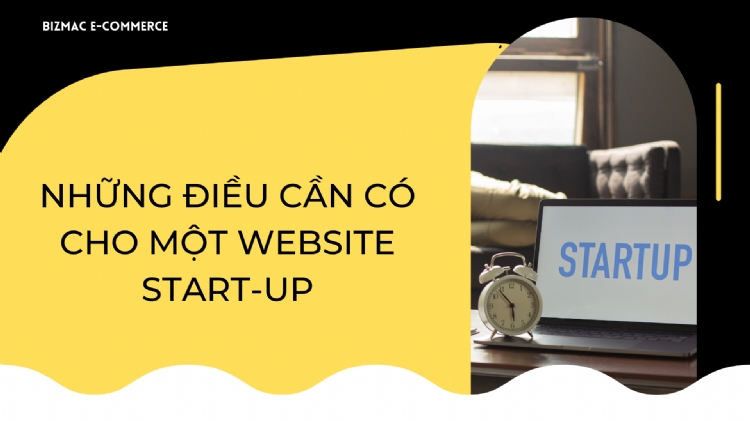 BIZMAC E-COMMERCE
NHỮNG ĐIỀU CẦN CÓ
CHO MỘT WEBSITE
START-UP
STARTUP